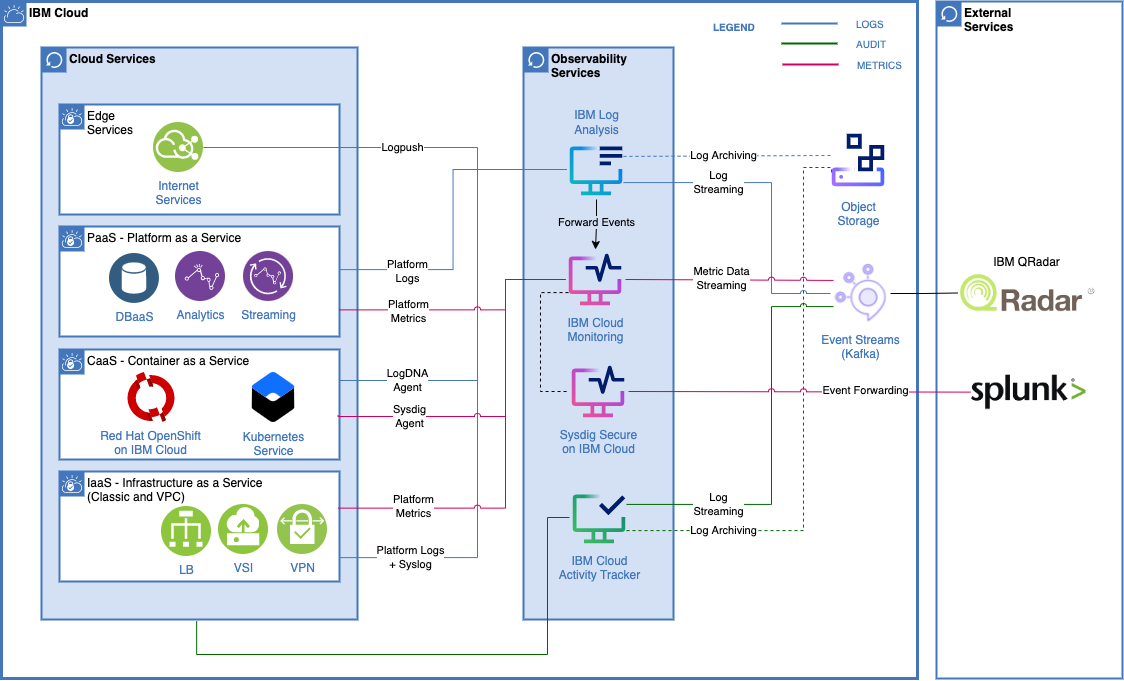 IBM Cloud
LEGEND
LOGS
AUDIT
METRICS
External
Services
Cloud Services
Observability
Services
Edge
Services
Internet
Services
Logpush
IBM Log
Analysis
Log Archiving
Log
Streaming
Object
Storage
Forward Events
PaaS - Platform as a Service
DBaaS
Analytics
Streaming
Platform
Logs
Platform
Metrics
IBM Cloud
Monitoring
Metric Data
Streaming
Event Streams
(Kafka)
IBM QRadar
Radar
CaaS - Container as a Service
Red Hat OpenShift
on IBM Cloud
Kubernetes
Service
LogDNA
Agent
Sysdig
Agent
Sysdig Secure
on IBM Cloud
Event Forwarding
splunk>
IaaS - Infrastructure as a Service
(Classic and VPC)
LB
VSI
VPN
Platform
Metrics
Platform Logs
+ Syslog
IBM Cloud
Activity Tracker
Log
Streaming
Log Archiving